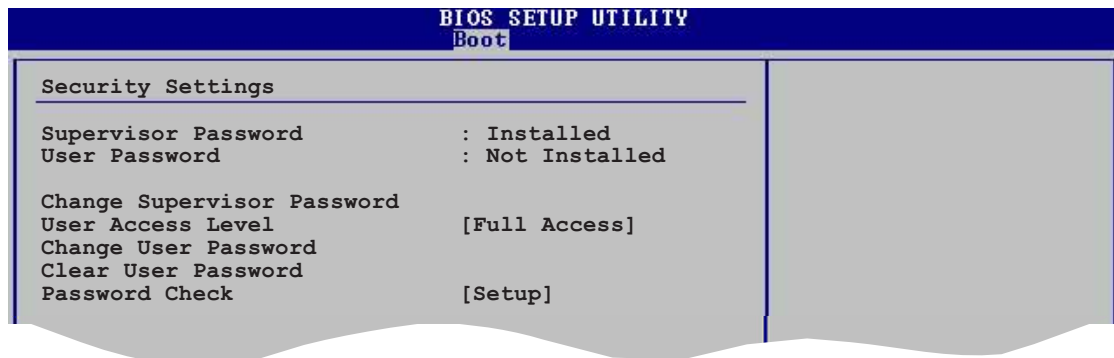 BIOS SETUP UTILITY
Boot
Security Settings
Supervisor Password : Installed
User Password : Not Installed
Change Supervisor Password
User Access Level [Full Access]
Change User Password
Clear User Password
Password Check [Setup]